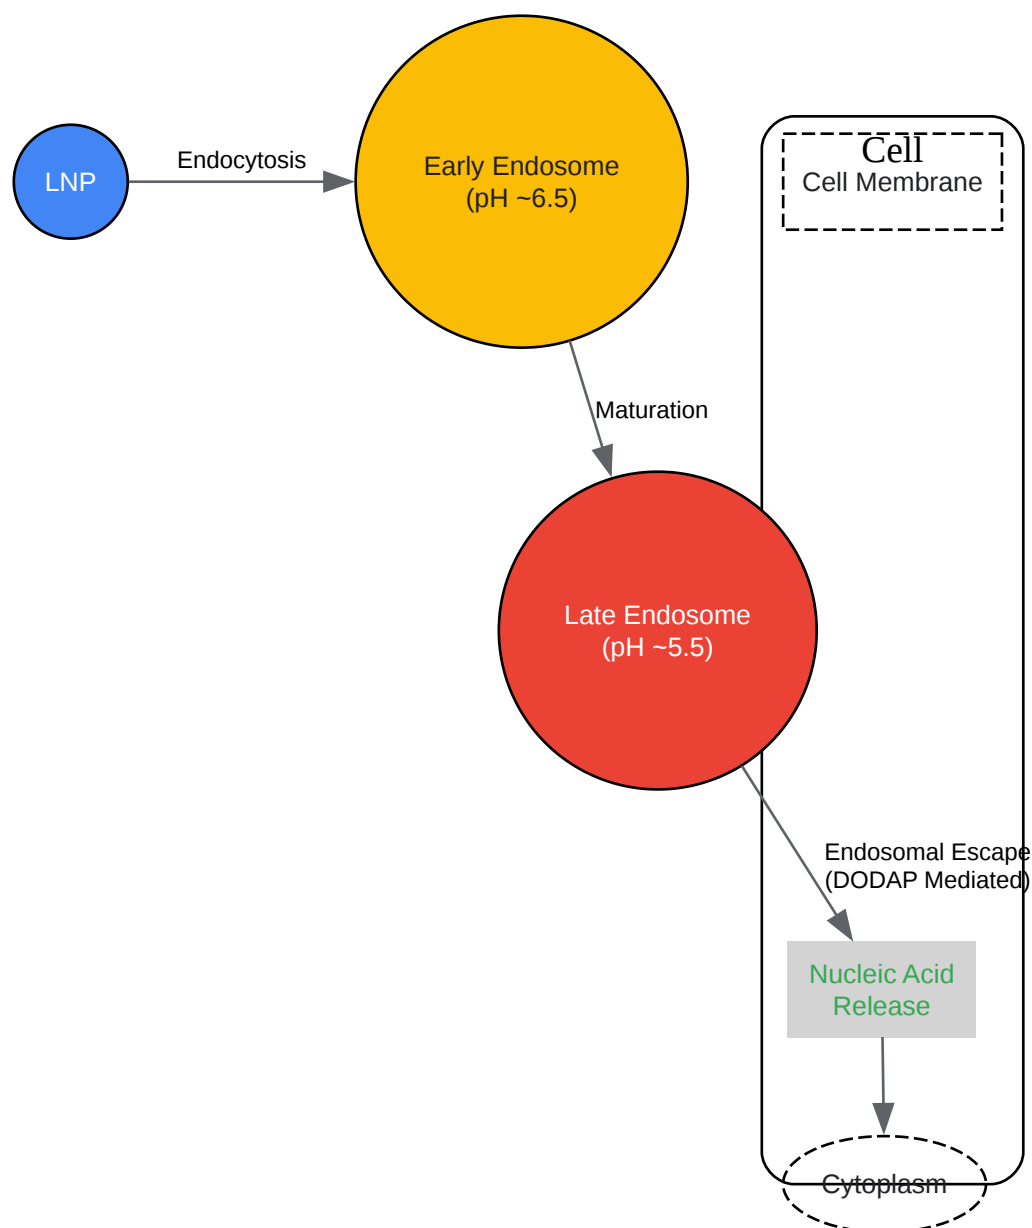 LNP
Endocytosis
Early Endosome
(pH ~6.5)
Cell
Cell Membrane
Maturation
Late Endosome
(pH ~5.5)
Endosomal Escape
(DODAP Mediated)
Nucleic Acid
Release
Cytoplasm